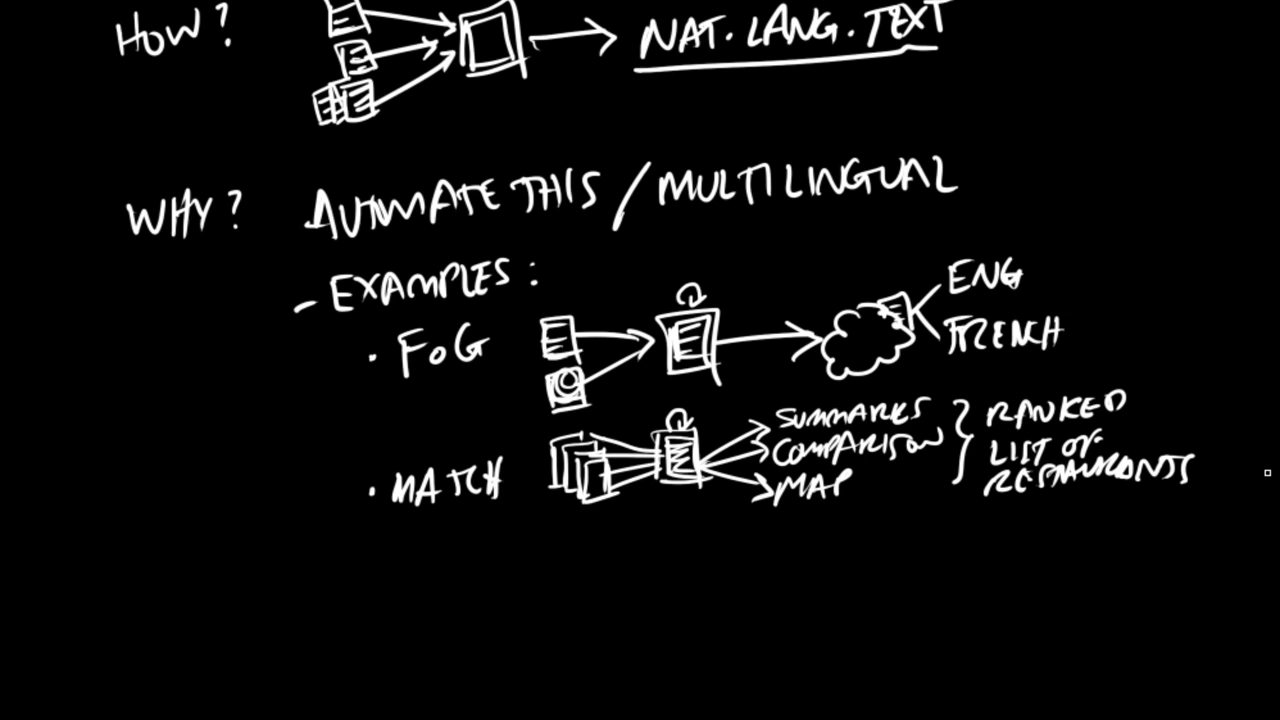 HOW? NAT. LANG. TEXT
WHY? AUTOMATE THIS / MULTILINGUAL
- EXAMPLES:
ENG
· FOG
FRENCH
SUMMARIES
COMPARISON
MAP
RANKED
LIST OF
RESTAURANTS
· MATCH